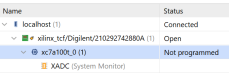 Name Status
localhost (1) Connected
xilinx_tcf/Digilent/210292742880A (1) Open
xc7a100t_0 (1) Not programmed
XADC (System Monitor)